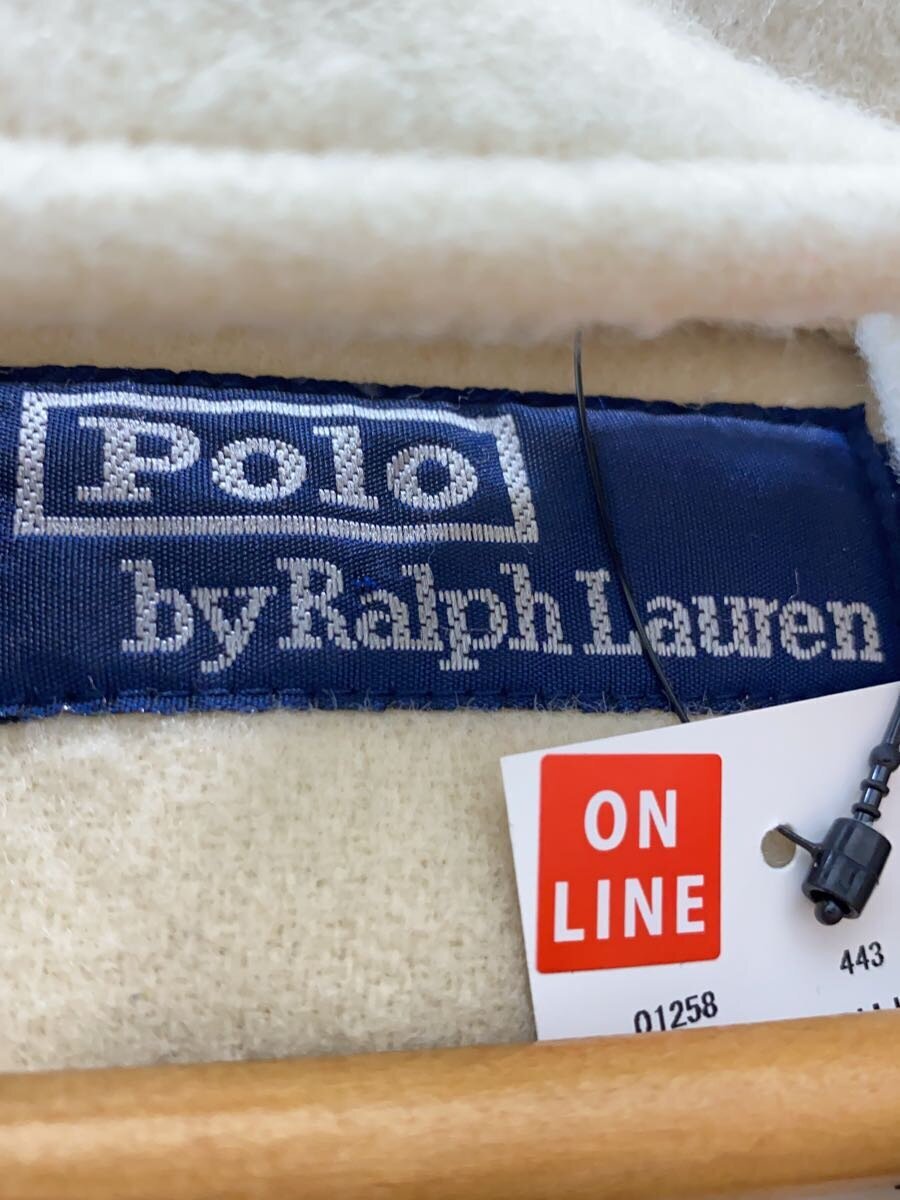 Polo
by Ralph Lauren
ON
LINE
443
01258